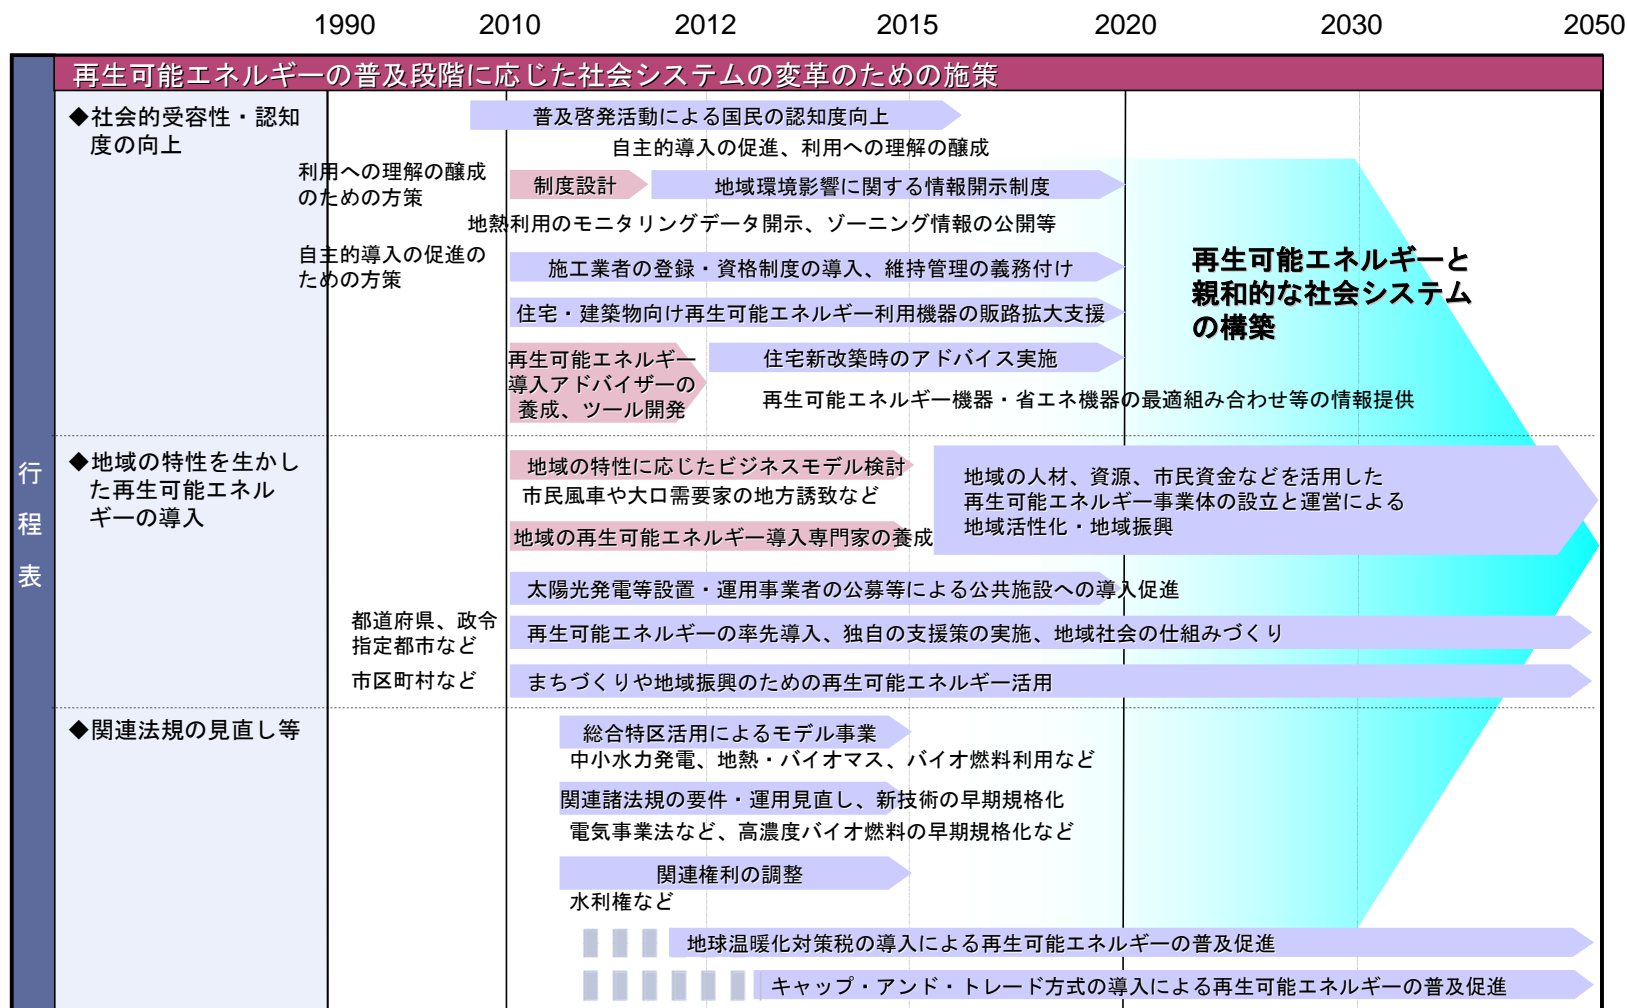 1990 2010 2012 2015 2020 2030 2050
再生可能エネルギーの普及段階に応じた社会システムの変革のための施策
行程表
◆社会的受容性・認知
度の向上
普及啓発活動による国民の認知度向上
自主的導入の促進、利用への理解の醸成
利用への理解の醸成
のための方策
制度設計
地域環境影響に関する情報開示制度
地熱利用のモニタリングデータ開示、ゾーニング情報の公開等
自主的導入の促進の
ための方策
施工業者の登録・資格制度の導入、維持管理の義務付け
住宅・建築物向け再生可能エネルギー利用機器の販路拡大支援
再生可能エネルギー
導入アドバイザーの
養成、ツール開発
住宅新改築時のアドバイス実施
再生可能エネルギー機器・省エネ機器の最適組み合わせ等の情報提供
再生可能エネルギーと
親和的な社会システム
の構築
◆地域の特性を生かし
た再生可能エネル
ギーの導入
地域の特性に応じたビジネスモデル検討
市民風車や大口需要家の地方誘致など
地域の再生可能エネルギー導入専門家の養成
地域の人材、資源、市民資金などを活用した
再生可能エネルギー事業体の設立と運営による
地域活性化・地域振興
太陽光発電等設置・運用事業者の公募等による公共施設への導入促進
都道府県、政令
指定都市など
再生可能エネルギーの率先導入、独自の支援策の実施、地域社会の仕組みづくり
市区町村など
まちづくりや地域振興のための再生可能エネルギー活用
◆関連法規の見直し等
総合特区活用によるモデル事業
中小水力発電、地熱・バイオマス、バイオ燃料利用など
関連諸法規の要件・運用見直し、新技術の早期規格化
電気事業法など、高濃度バイオ燃料の早期規格化など
関連権利の調整
水利権など
地球温暖化対策税の導入による再生可能エネルギーの普及促進
キャップ・アンド・トレード方式の導入による再生可能エネルギーの普及促進